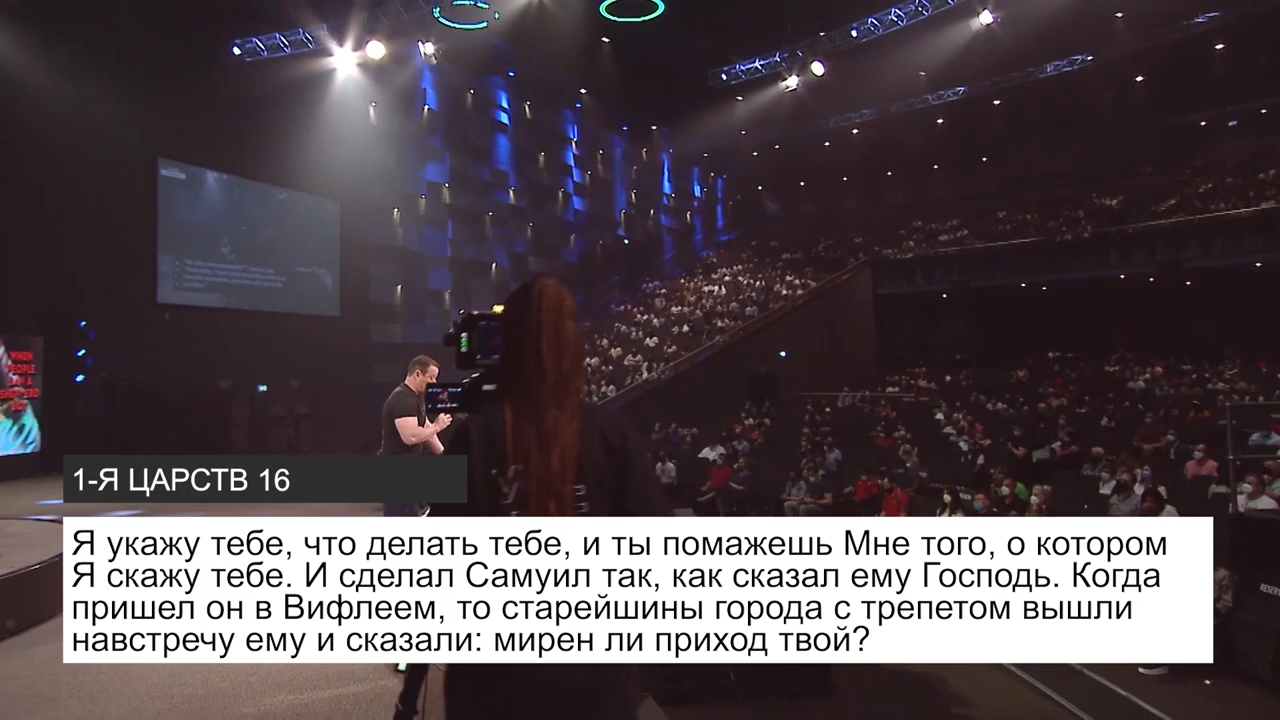 WHEN
PEOPLE
1-Я ЦАРСТВ 16
Я укажу тебе, что делать тебе, и ты помажешь Мне того, о котором
Я скажу тебе. И сделал Самуил так, как сказал ему Господь. Когда
пришел он в Вифлеем, то старейшины города с трепетом вышли
навстречу ему и сказали: мирен ли приход твой?